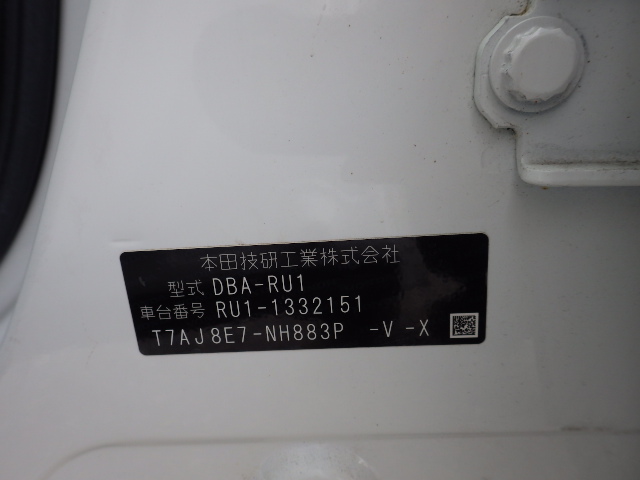 本田技研工業株式会社
型式 DBA-RU1
車台番号 RU1-1332151
T7AJ8E7-NH883P -V -X